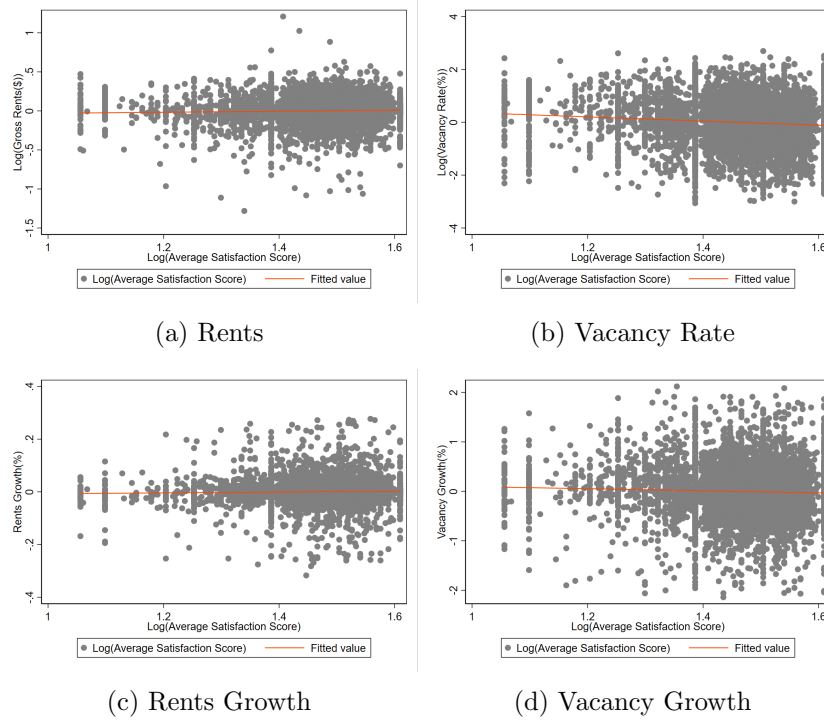 Log(Gross Rents($))
1
.5
0
-.5
-1
-1.5
1
1.2
1.4
1.6
Log(Average Satisfaction Score)
Log(Average Satisfaction Score)
Fitted value
(a) Rents
Log(Vacancy Rate(%))
4
2
0
-2
-4
1
1.2
1.4
1.6
Log(Average Satisfaction Score)
Log(Average Satisfaction Score)
Fitted value
(b) Vacancy Rate
Rents Growth(%)
.4
.2
0
-.2
-.4
1
1.2
1.4
1.6
Log(Average Satisfaction Score)
Log(Average Satisfaction Score)
Fitted value
(c) Rents Growth
Vacancy Growth(%)
2
1
0
-1
-2
1
1.2
1.4
1.6
Log(Average Satisfaction Score)
Log(Average Satisfaction Score)
Fitted value
(d) Vacancy Growth